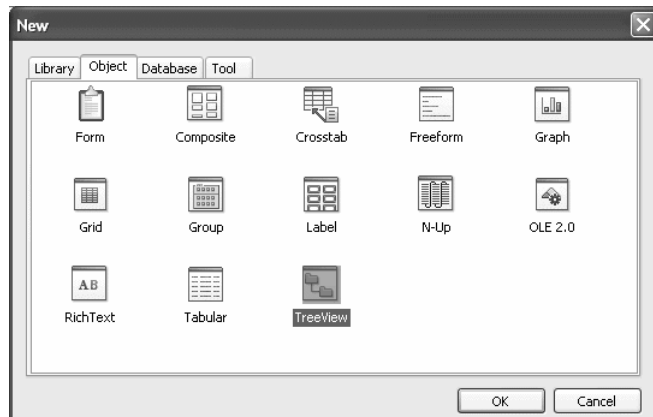 New
Library Object Database Tool
Form Composite Crosstab Freeform Graph
Grid Group Label N-Up OLE 2.0
AB
RichText Tabular TreeView
OK Cancel